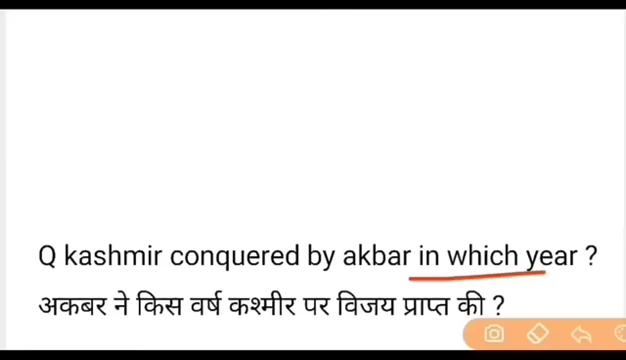 Q kashmir conquered by akbar in which year ?
अकबर ने किस वर्ष कश्मीर पर विजय प्राप्त की ?